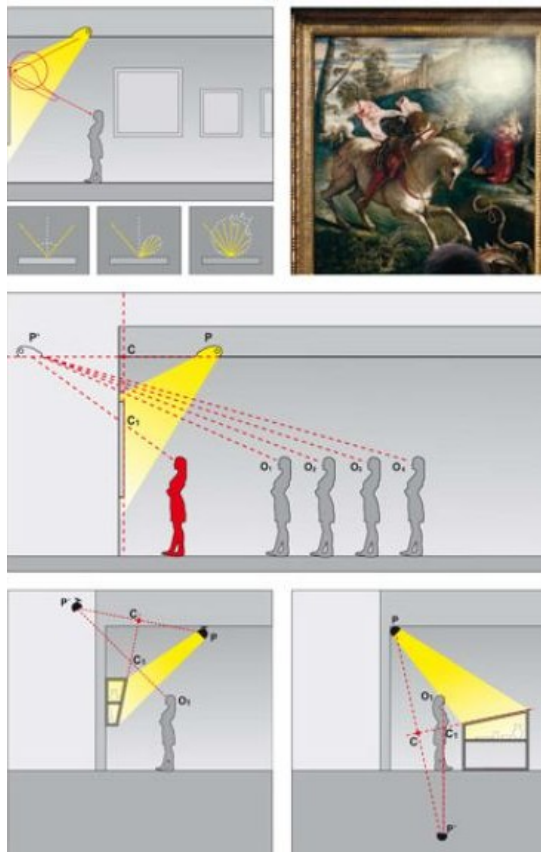 P' C P
C₁
O₁ O₂ O₃ O₄
P' C P
C₁
O₁
P
O₁
C C₁
P'